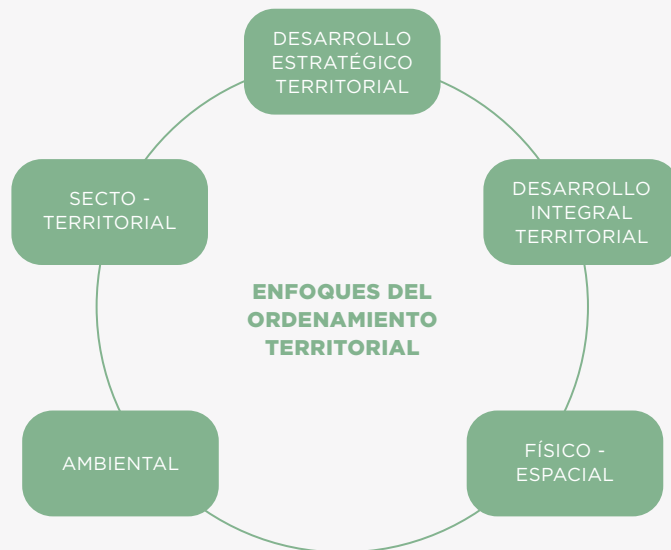 DESARROLLO
ESTRATÉGICO
TERRITORIAL
SECTO -
TERRITORIAL
DESARROLLO
INTEGRAL
TERRITORIAL
ENFOQUES DEL
ORDENAMIENTO
TERRITORIAL
AMBIENTAL
FÍSICO -
ESPACIAL